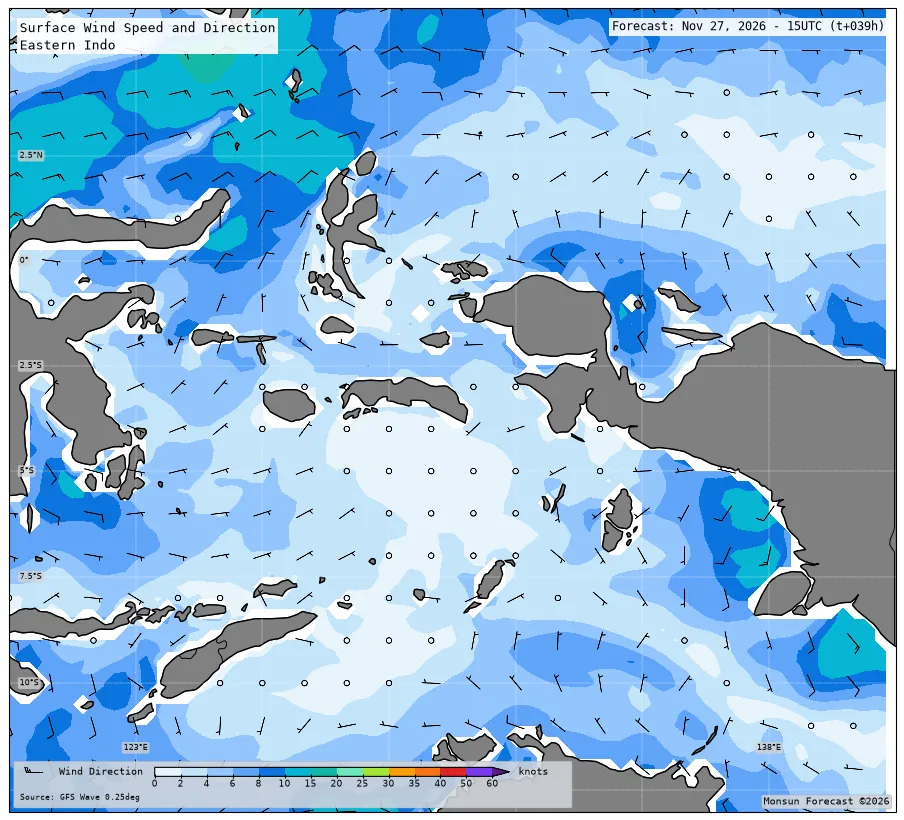 Surface Wind Speed and Direction
Eastern Indo
Forecast: Nov 27, 2026 - 15UTC (t+039h)
2.5°N
0°
2.5°S
5°S
7.5°S
10°S
123°E
138°E
Wind Direction
knots
0 2 4 6 8 10 15 20 25 30 35 40 50 60
Source: GFS Wave 0.25deg
Monsun Forecast ©2026